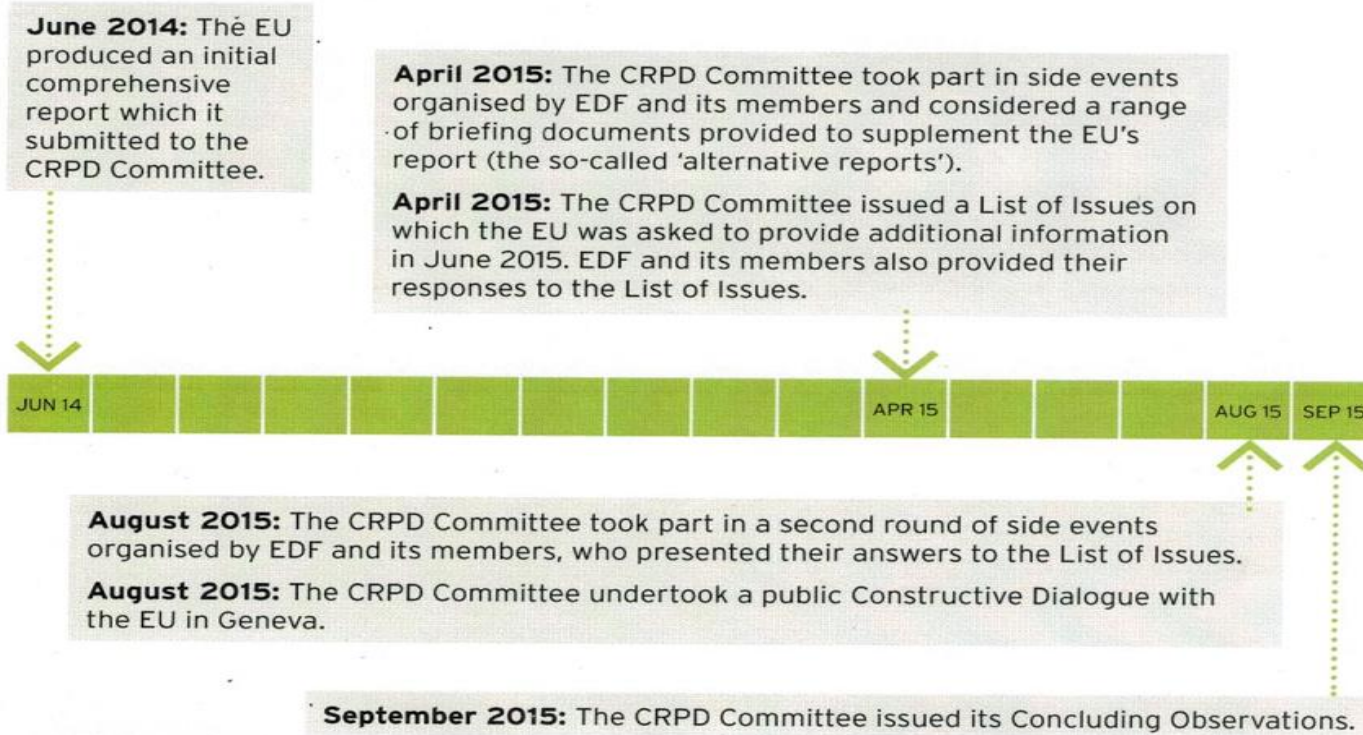 June 2014: The EU
produced an initial
comprehensive
report which it
submitted to the
CRPD Committee.
April 2015: The CRPD Committee took part in side events
organised by EDF and its members and considered a range
of briefing documents provided to supplement the EU's
report (the so-called 'alternative reports').
April 2015: The CRPD Committee issued a List of Issues on
which the EU was asked to provide additional information
in June 2015. EDF and its members also provided their
responses to the List of Issues.
JUN 14
APR 15
AUG 15
SEP 15
August 2015: The CRPD Committee took part in a second round of side events
organised by EDF and its members, who presented their answers to the List of Issues.
August 2015: The CRPD Committee undertook a public Constructive Dialogue with
the EU in Geneva.
September 2015: The CRPD Committee issued its Concluding Observations.